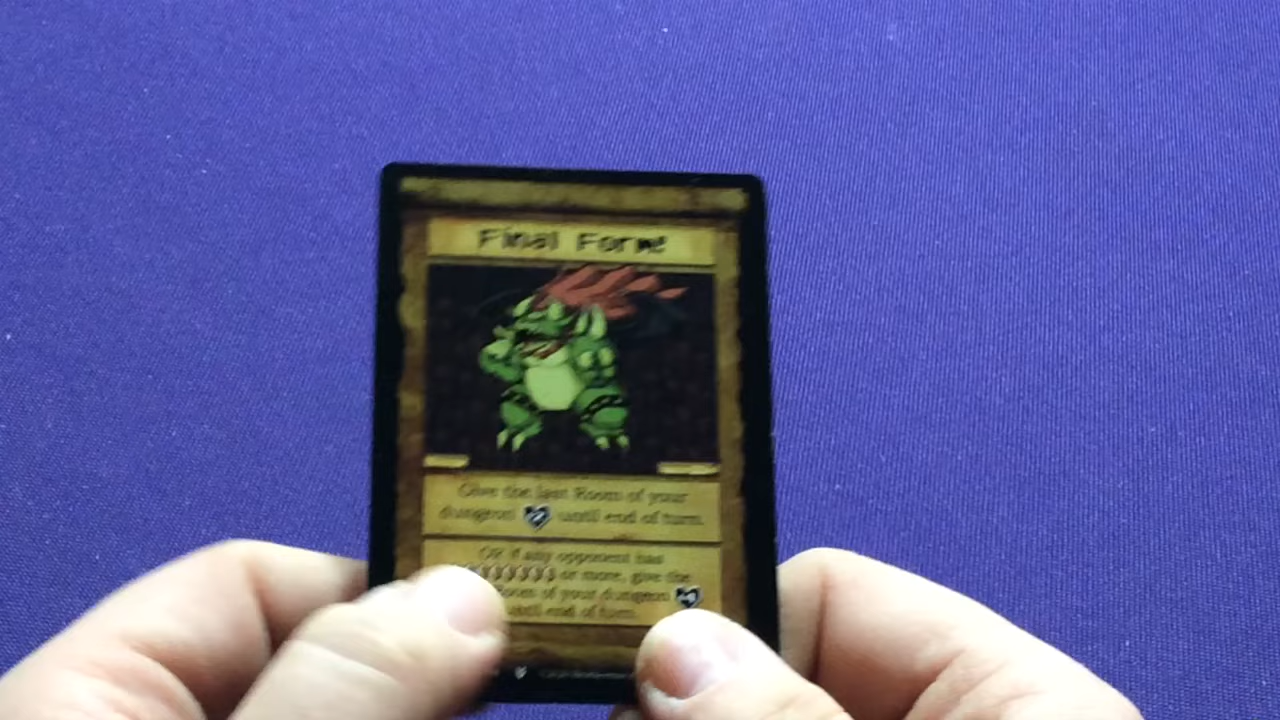 Final Form!
Give the last Room of your
dungeon until end of turn.
OR if any opponent has
or more, give the
Room of your dungeon
until end of turn.